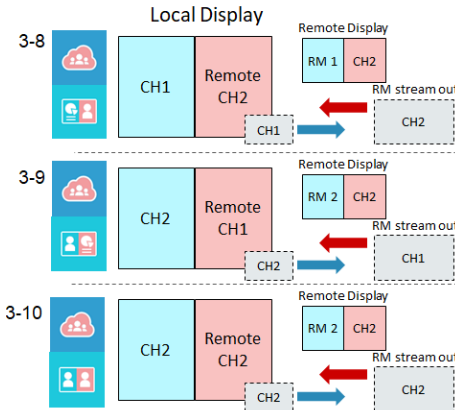 Local Display
3-8
CH1
Remote
CH2
CH1
Remote Display
RM 1
CH2
RM stream out
CH2
3-9
CH2
Remote
CH1
CH2
Remote Display
RM 2
CH2
RM stream out
CH1
3-10
CH2
Remote
CH2
CH2
Remote Display
RM 2
CH2
RM stream out
CH2